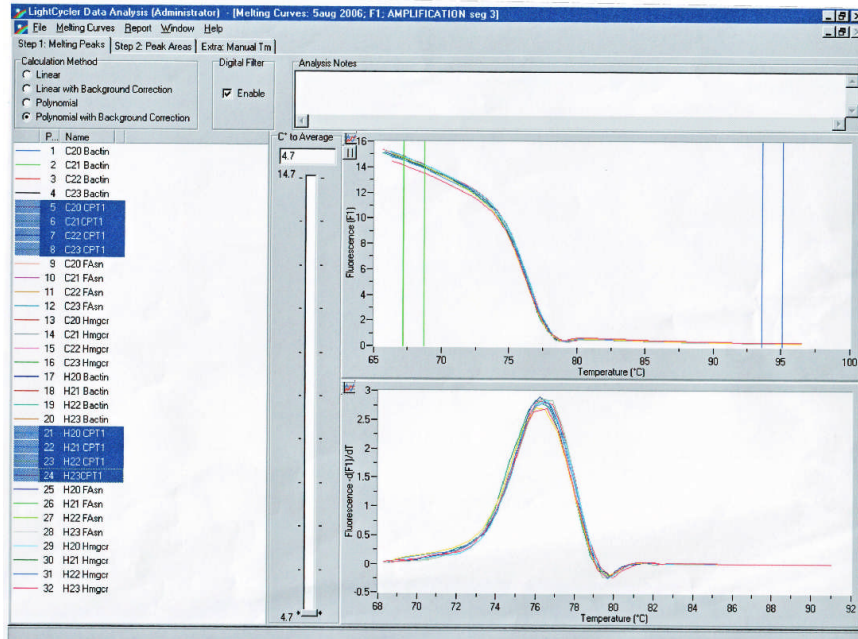 LightCycler Data Analysis (Administrator) - [Melting Curves: 5aug 2006; F1: AMPLIFICATION seg 3]
File Melting Curves Report Window Help
Step 1: Melting Peaks Step 2: Peak Areas Extra: Manual Tm
Calculation Method
Linear
Linear with Background Correction
Polynomial
Polynomial with Background Correction
Digital Filter
Enable
Analysis Notes
P... Name
1 C20 Bactin
2 C21 Bactin
3 C22 Bactin
4 C23 Bactin
5 C20 CPT1
6 C21CPT1
7 C22 CPT1
8 C23 CPT1
9 C20 FAsn
10 C21 FAsn
11 C22 FAsn
12 C23 FAsn
13 C20 Hmgcr
14 C21 Hmgcr
15 C22 Hmgcr
16 C23 Hmgcr
17 H20 Bactin
18 H21 Bactin
19 H22 Bactin
20 H23 Bactin
21 H20 CPT1
22 H21 CPT1
23 H22 CPT1
24 H23CPT1
25 H20 FAsn
26 H21 FAsn
27 H22 FAsn
28 H23 FAsn
29 H20 Hmgcr
30 H21 Hmgcr
31 H22 Hmgcr
32 H23 Hmgcr
C° to Average
4.7
14.7
4.7
Fluorescence (F1)
16
14
12
10
8
6
4
2
0
65 70 75 80 85 90 95 100
Temperature (°C)
Fluorescence -d(F1)/dT
3
2.5
2
1.5
1
0.5
0
-0.5
68 70 72 74 76 78 80 82 84 86 88 90 92
Temperature (°C)